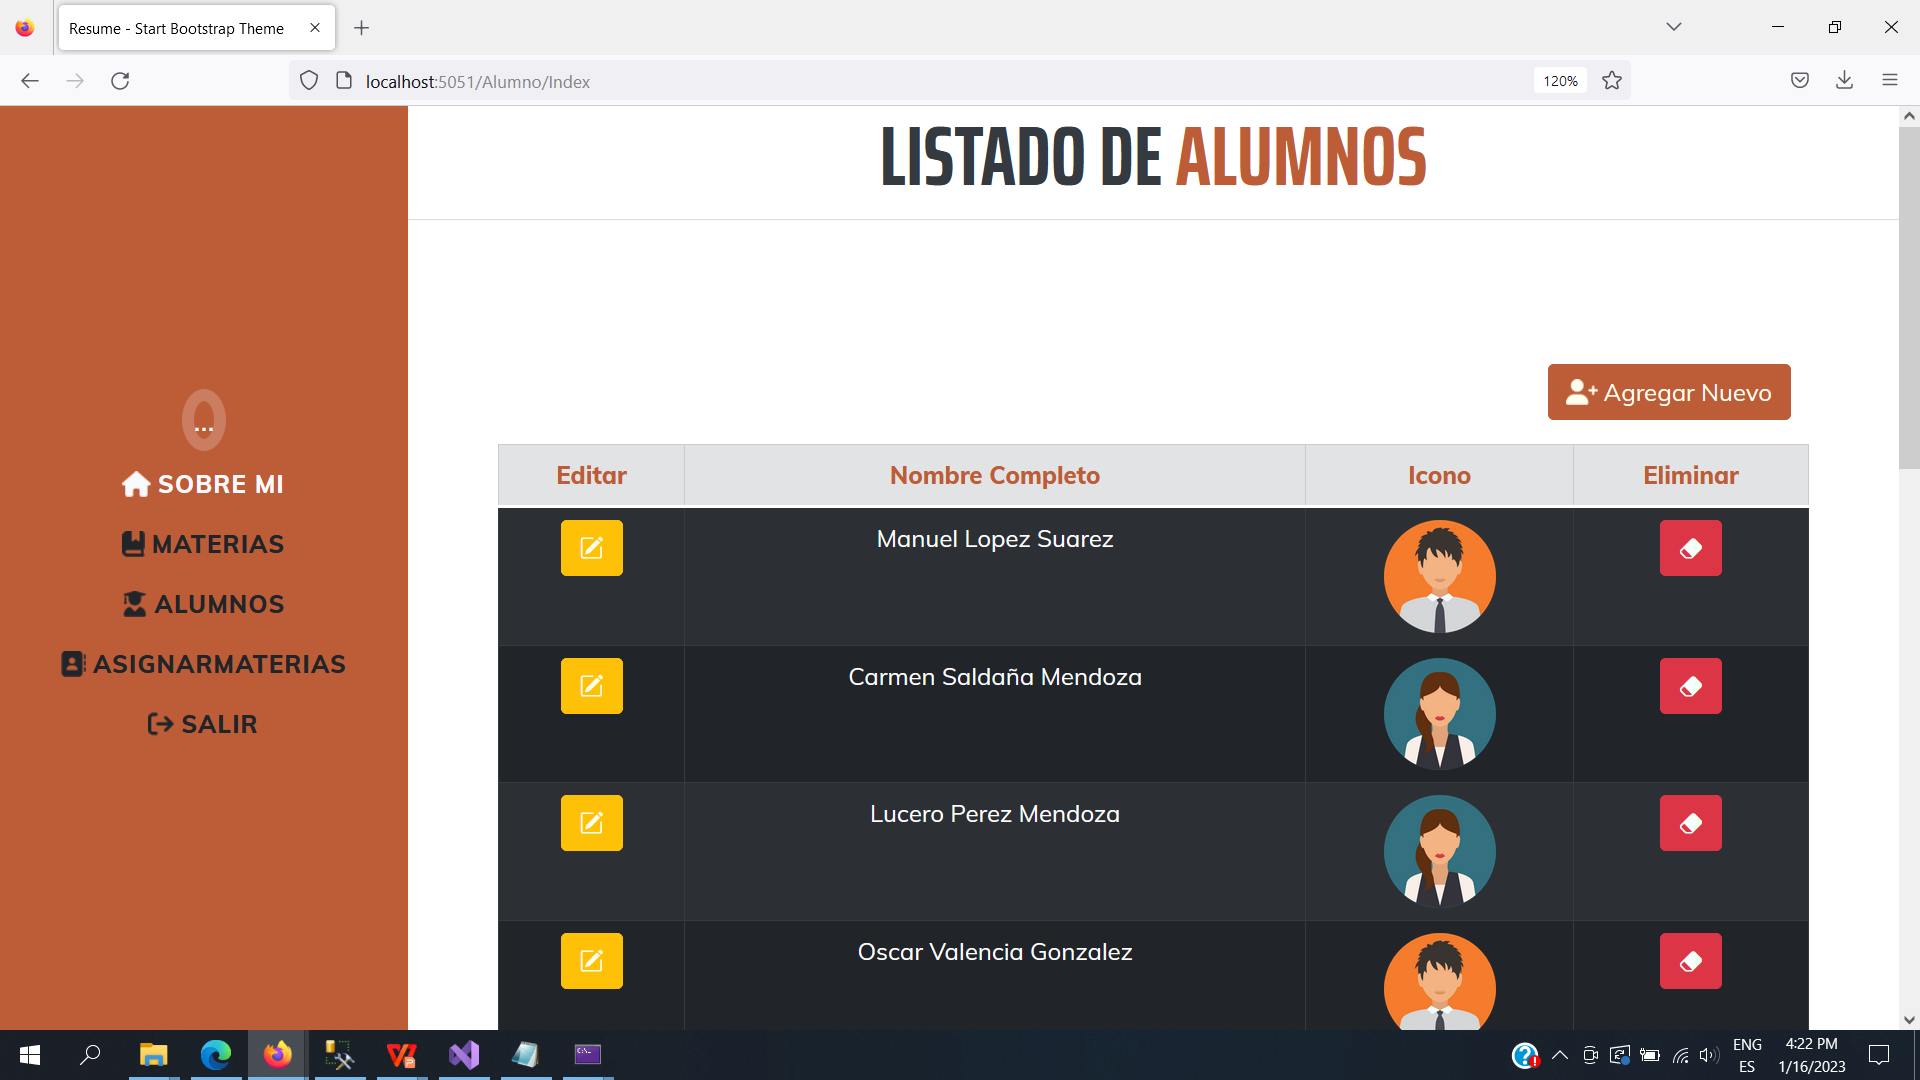 Resume - Start Bootstrap Theme
localhost:5051/Alumno/Index
120%
LISTADO DE ALUMNOS
...
SOBRE MI
MATERIAS
ALUMNOS
ASIGNARMATERIAS
SALIR
Agregar Nuevo
Editar Nombre Completo Icono Eliminar
Manuel Lopez Suarez
Carmen Saldaña Mendoza
Lucero Perez Mendoza
Oscar Valencia Gonzalez
ENG 4:22 PM
ES 1/16/2023